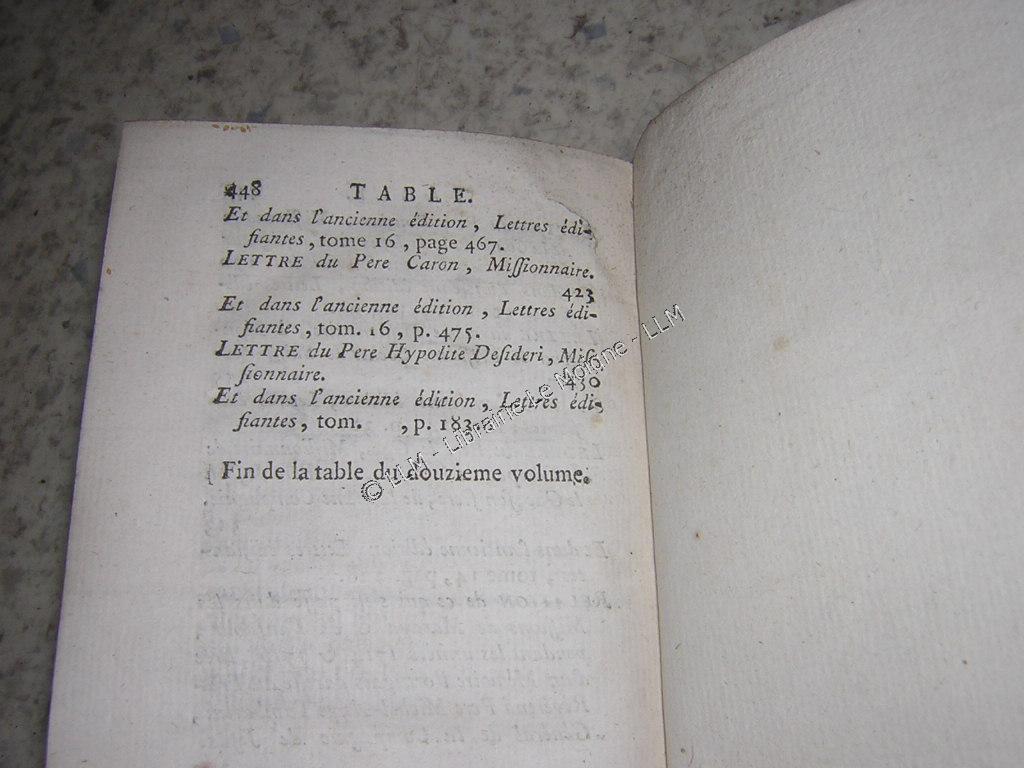 448 TABLE.
Et dans l'ancienne édition, Lettres édi-
fiantes, tome 16, page 467.
LETTRE du Pere Caron, Miſſionnaire.
423
Et dans l'ancienne édition, Lettres édi-
fiantes, tom. 16, p. 475.
LETTRE du Pere Hypolite Deſideri, Miſ-
ſionnaire. 430
Et dans l'ancienne édition, Lettres édi-
fiantes, tom. , p. 183.
Fin de la table du douzieme volume.
© LLM - Librairie Le Moigne - LLM